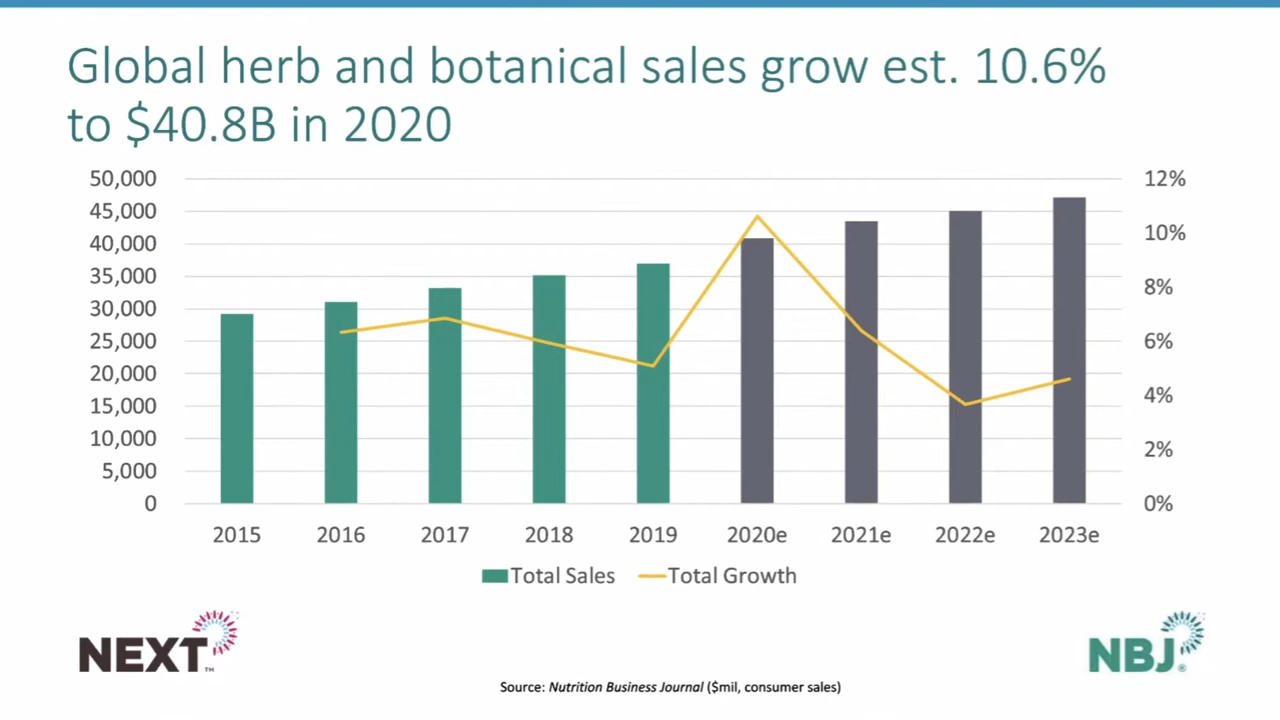 Global herb and botanical sales grow est. 10.6%
to $40.8B in 2020
50,000
45,000
40,000
35,000
30,000
25,000
20,000
15,000
10,000
5,000
0
12%
10%
8%
6%
4%
2%
0%
2015 2016 2017 2018 2019 2020e 2021e 2022e 2023e
Total Sales Total Growth
NEXT™
NBJ®
Source: Nutrition Business Journal ($mil, consumer sales)